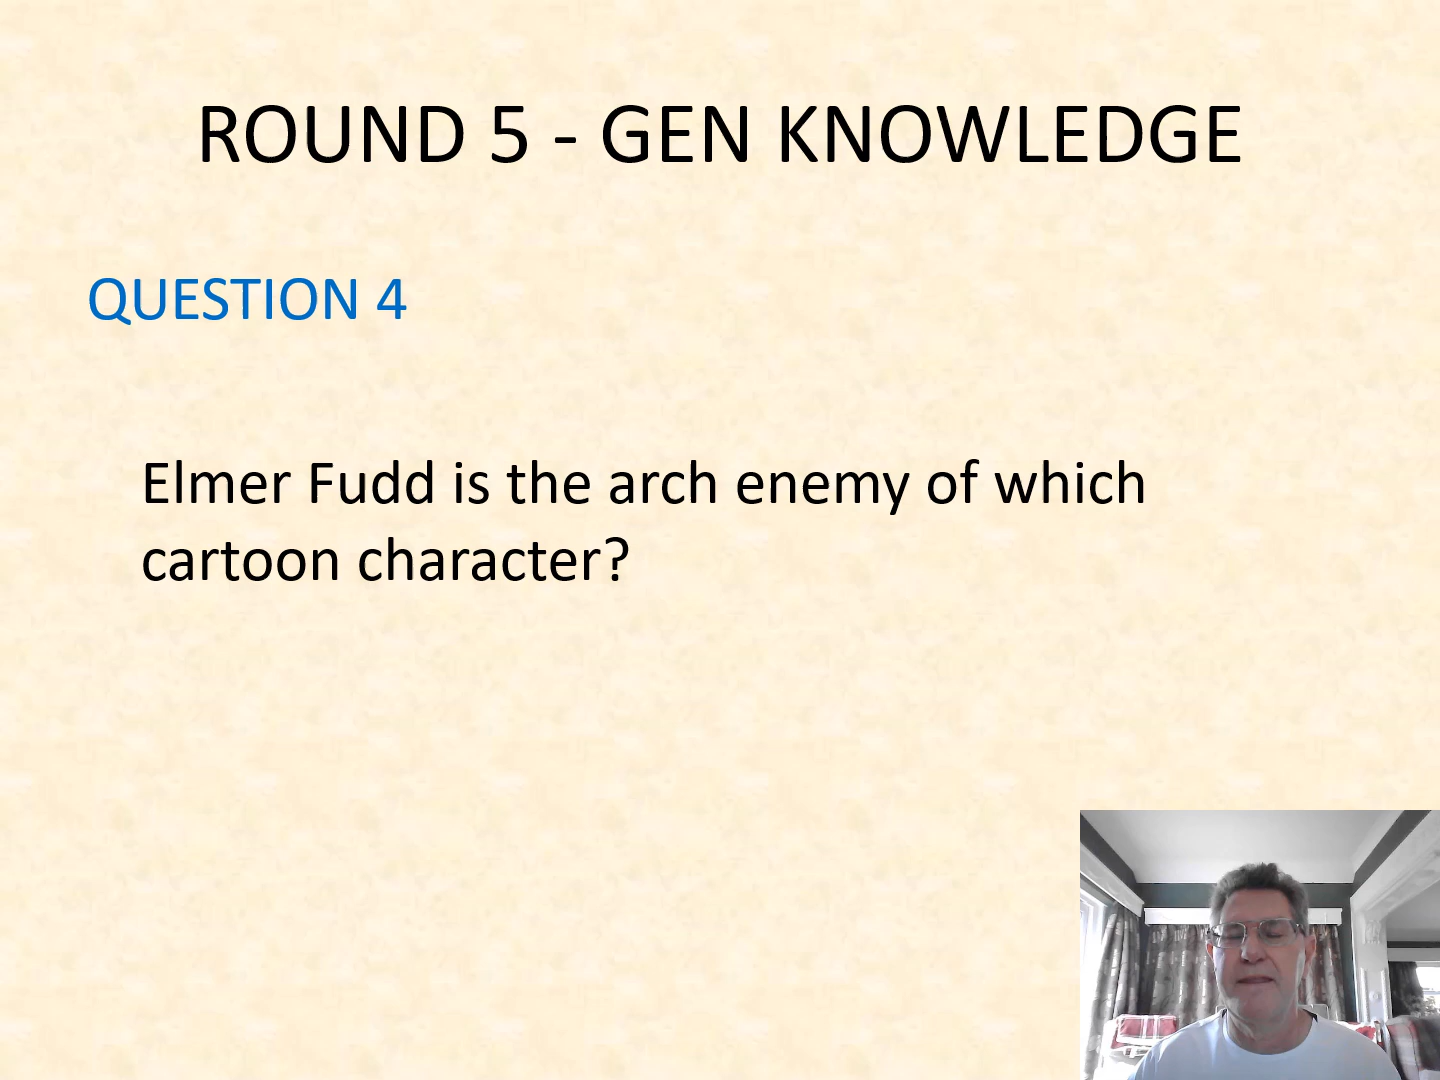 ROUND 5 - GEN KNOWLEDGE
QUESTION 4
Elmer Fudd is the arch enemy of which
cartoon character?